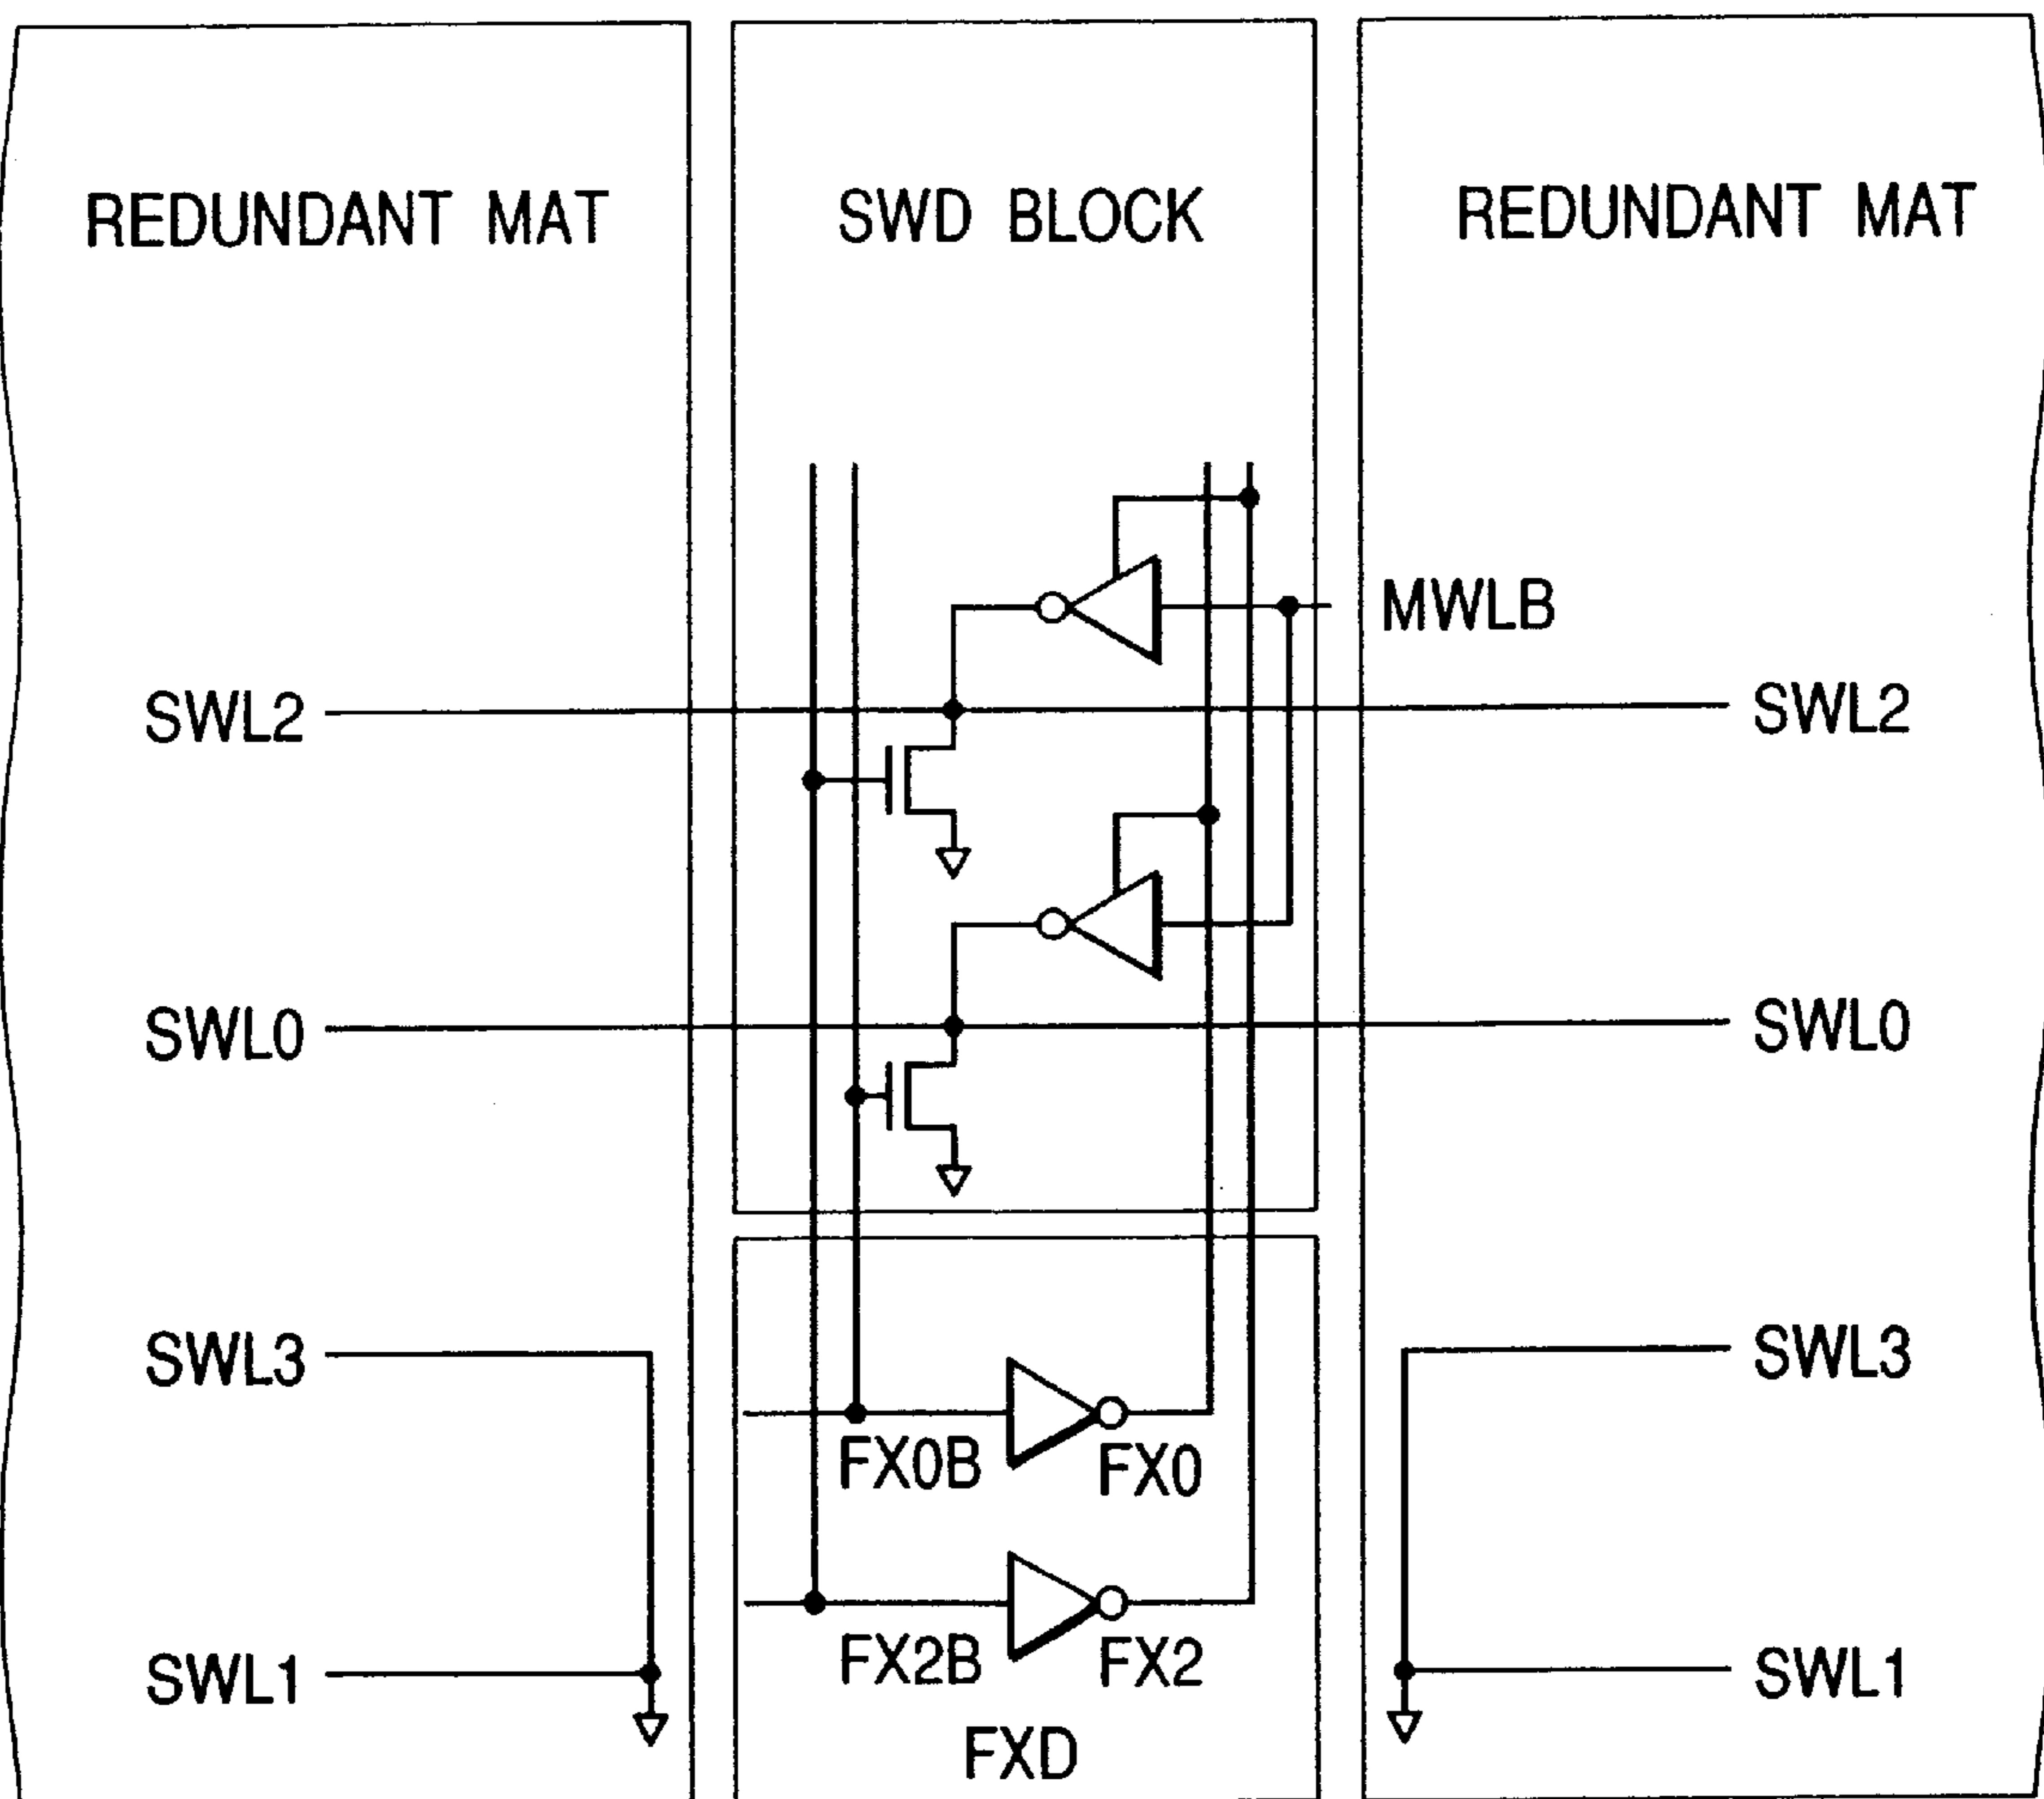 REDUNDANT MAT
SWD BLOCK
REDUNDANT MAT
MWLB
SWL2
SWL2
SWL0
SWL0
SWL3
SWL3
FX0B
FX0
FX2B
FX2
SWL1
SWL1
FXD